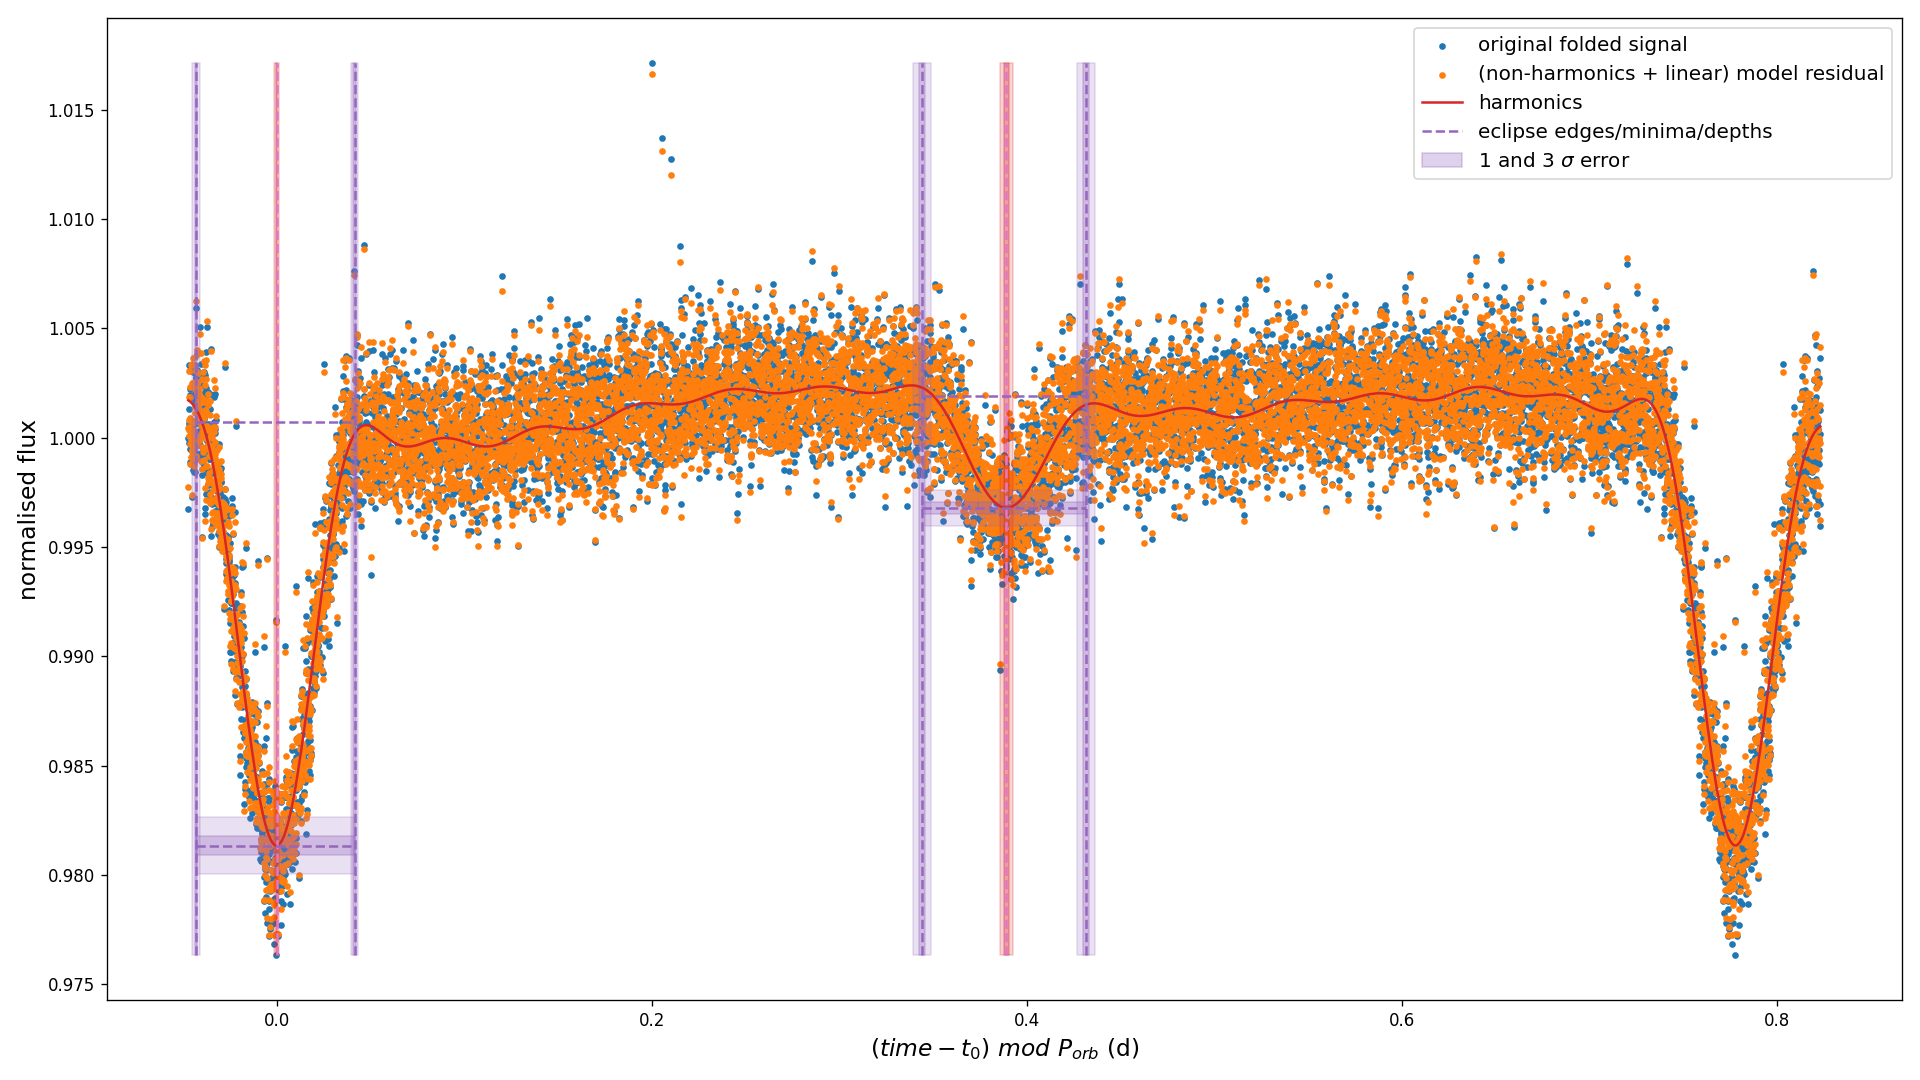 original folded signal
(non-harmonics + linear) model residual
harmonics
eclipse edges/minima/depths
1 and 3 σ error
normalised flux
1.015
1.010
1.005
1.000
0.995
0.990
0.985
0.980
0.975
0.0 0.2 0.4 0.6 0.8
(time − t₀) mod Pₒᵣb (d)